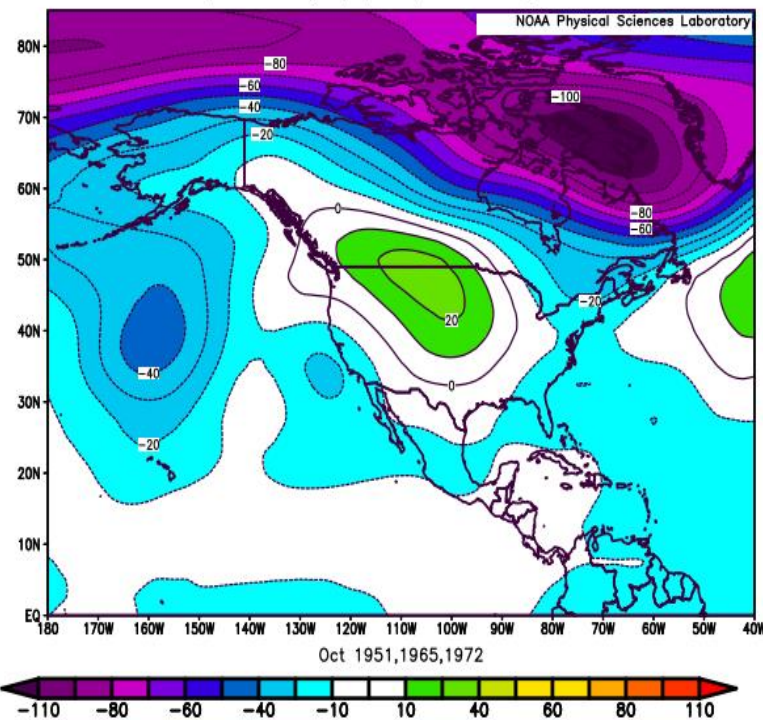 NOAA Physical Sciences Laboratory
80N
-80
-60
-100
-40
70N
-20
60N
0
-80
-60
50N
-20
20
40N
-40
0
30N
-20
20N
10N
EQ
180 170W 160W 150W 140W 130W 120W 110W 100W 90W 80W 70W 60W 50W 40W
Oct 1951,1965,1972
-110 -80 -60 -40 -10 10 40 60 80 110